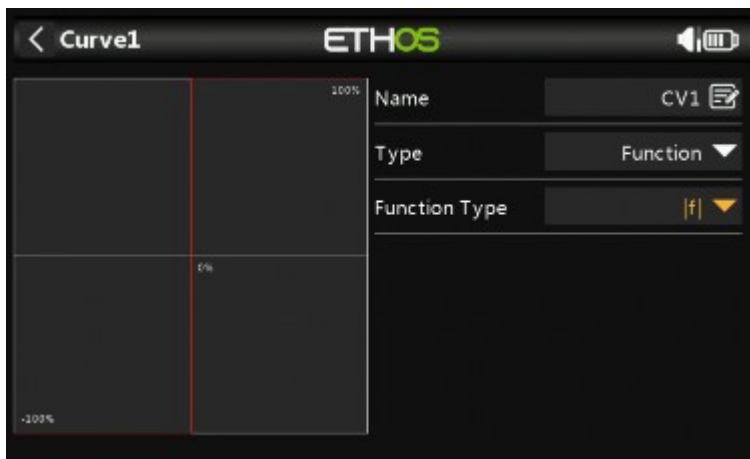 Curve1
ETHOS
100%
Name
CV1
Type
Function
0%
Function Type
|f|
-100%